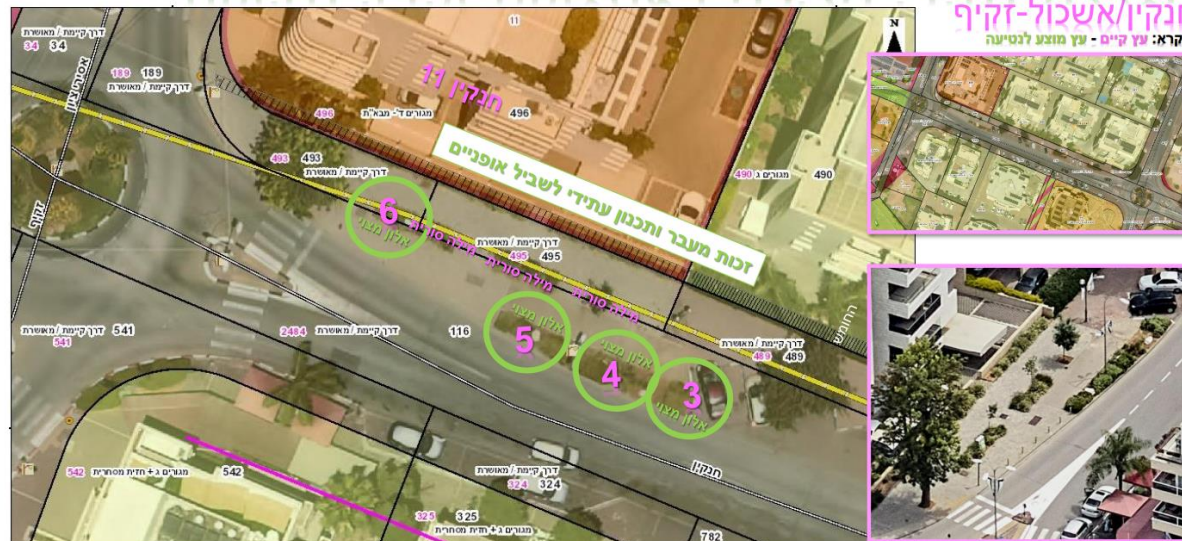 חנקין/אשכול-זקיף
מקרא: עץ קיים - עץ מוצע לנטיעה
N
11
חנקין 11
דרך קיימת / מאושרת
34 34
189 189
דרך קיימת / מאושרת
אסירי ציון
496 מגורים ד'- מבא"ת 496
493 493
דרך קיימת / מאושרת
490 מגורים ג 490
זכות מעבר ותכנון עתידי לשביל אופניים
6
אלון מצוי
דרך קיימת / מאושרת
495 495
מילה סורית - מילה סורית - מילה סורית
זקיף
החומש
אלון מצוי
5
אלון מצוי
4
3
אלון מצוי
דרך קיימת / מאושרת
489 489
דרך קיימת / מאושרת 541
541
2484 דרך קיימת / מאושרת 116
חנקין
542 מגורים ג + חזית מסחרית 542
דרך קיימת / מאושרת
324 324
325 325
מגורים ג + חזית מסחרית
782